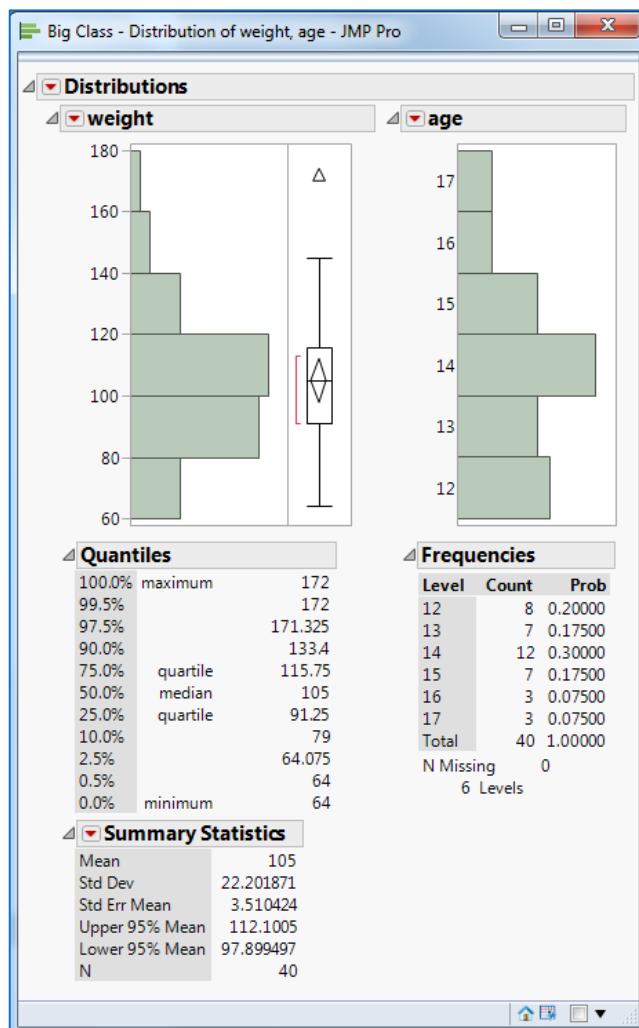 Big Class - Distribution of weight, age - JMP Pro
Distributions
weight
180
160
140
120
100
80
60
age
17
16
15
14
13
12
Quantiles
100.0% maximum 172
99.5% 172
97.5% 171.325
90.0% 133.4
75.0% quartile 115.75
50.0% median 105
25.0% quartile 91.25
10.0% 79
2.5% 64.075
0.5% 64
0.0% minimum 64
Summary Statistics
Mean 105
Std Dev 22.201871
Std Err Mean 3.510424
Upper 95% Mean 112.1005
Lower 95% Mean 97.899497
N 40
Frequencies
Level Count Prob
12 8 0.20000
13 7 0.17500
14 12 0.30000
15 7 0.17500
16 3 0.07500
17 3 0.07500
Total 40 1.00000
N Missing 0
6 Levels